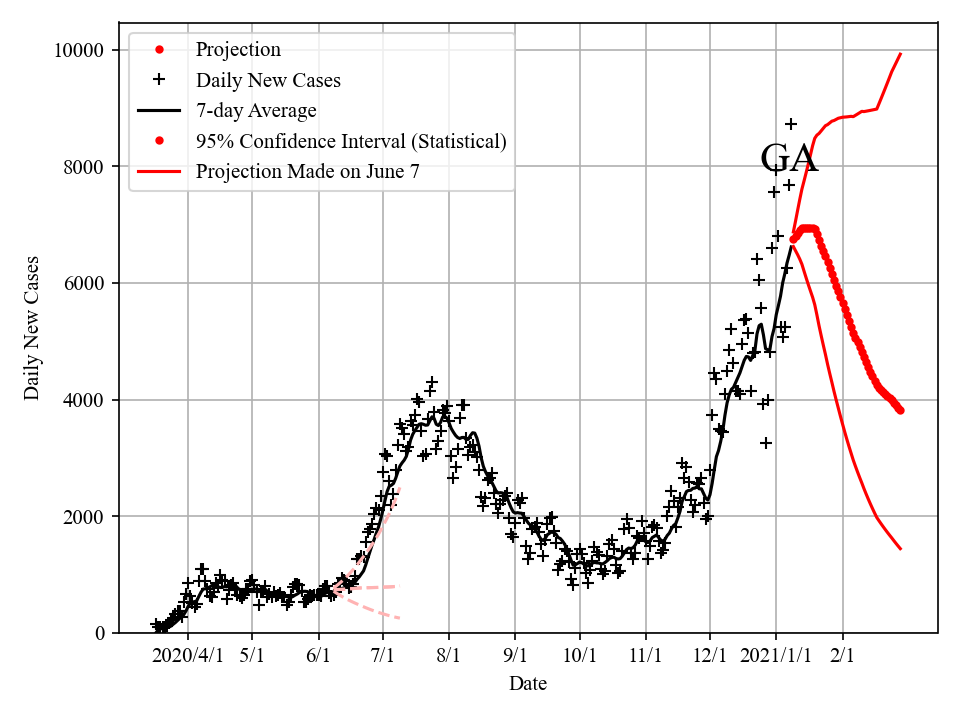 10000
8000
6000
4000
2000
0
Daily New Cases
Projection
Daily New Cases
7-day Average
95% Confidence Interval (Statistical)
Projection Made on June 7
GA
2020/4/1 5/1 6/1 7/1 8/1 9/1 10/1 11/1 12/1 2021/1/1 2/1
Date